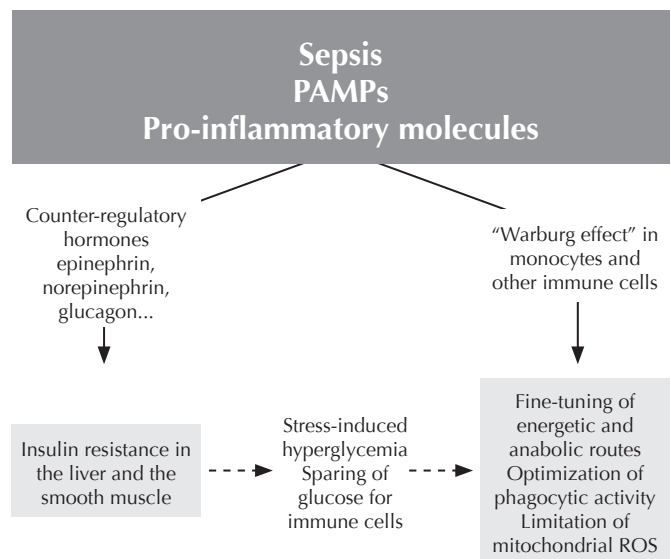 Sepsis
PAMPs
Pro-inflammatory molecules
Counter-regulatory
hormones
epinephrin,
norepinephrin,
glucagon...
“Warburg effect” in
monocytes and
other immune cells
Insulin resistance in
the liver and the
smooth muscle
Stress-induced
hyperglycemia
Sparing of
glucose for
immune cells
Fine-tuning of
energetic and
anabolic routes
Optimization of
phagocytic activity
Limitation of
mitochondrial ROS